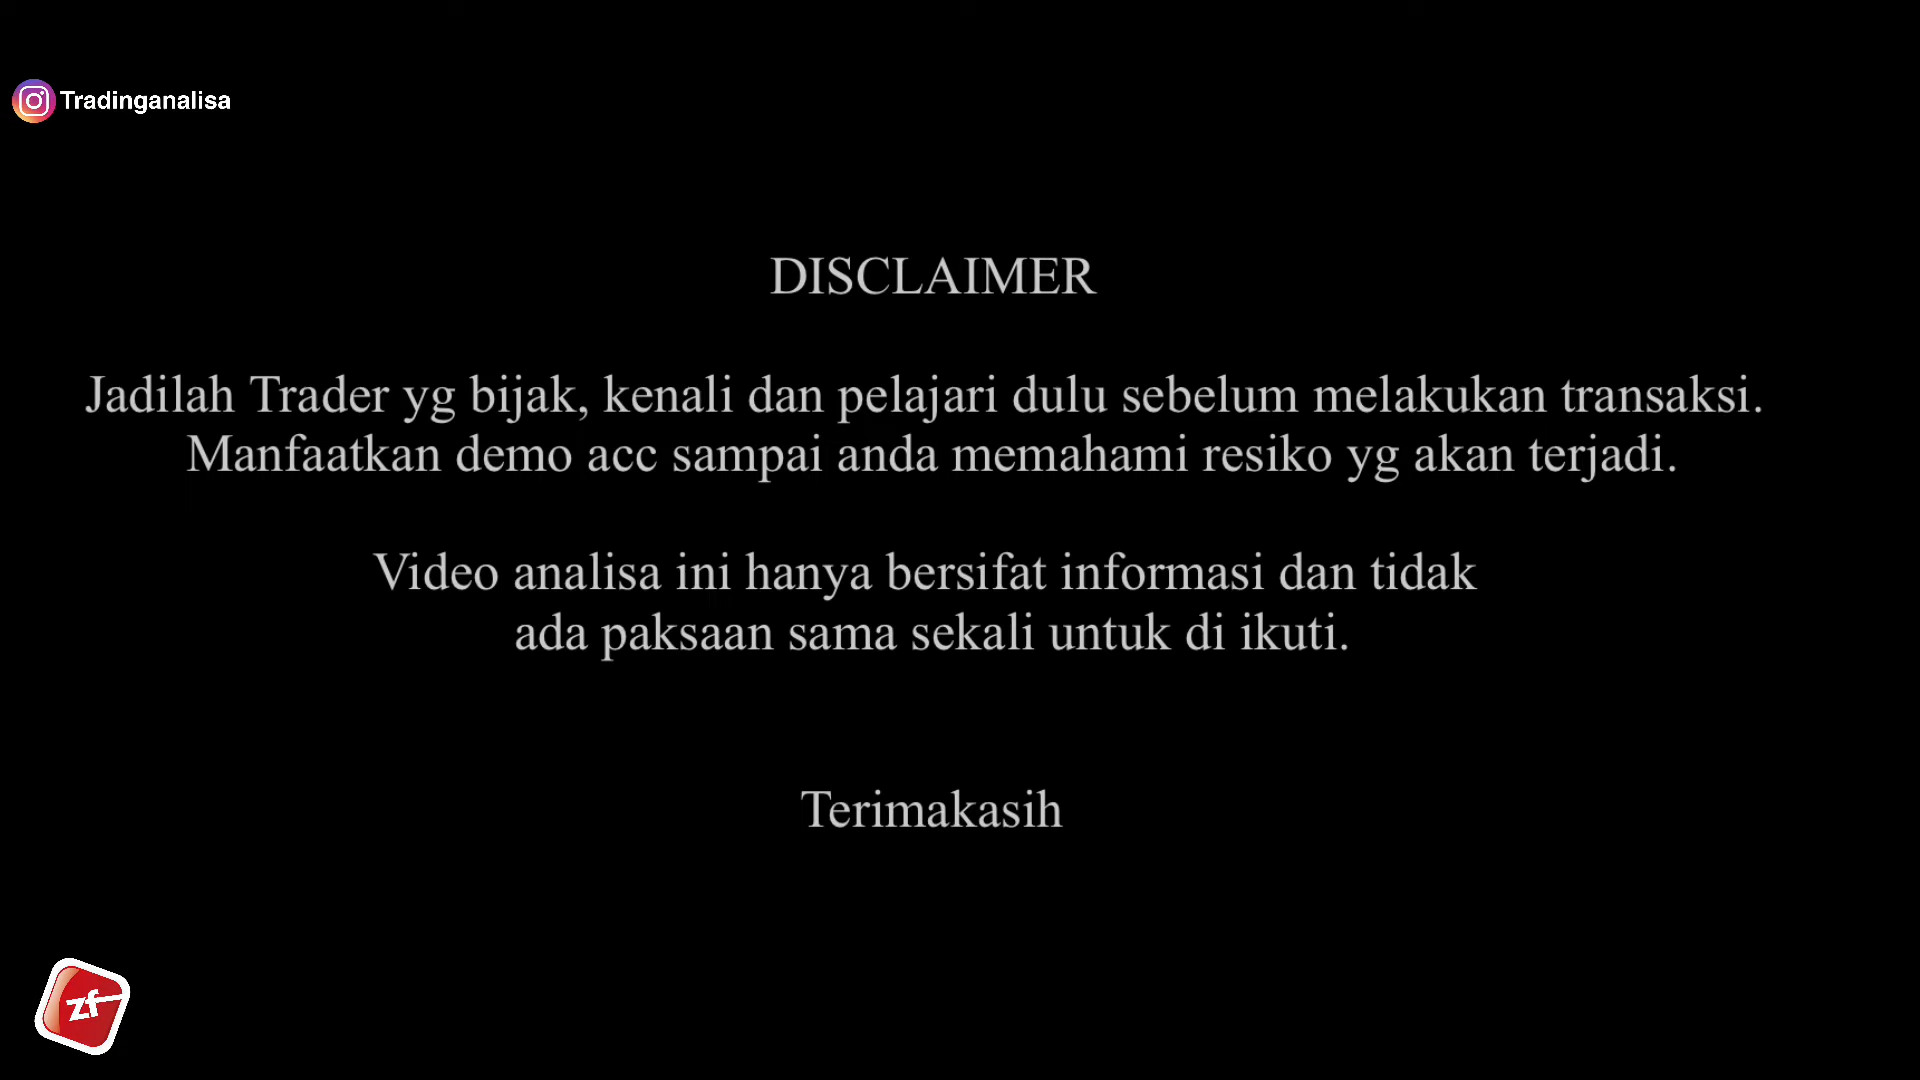 Tradinganalisa
DISCLAIMER
Jadilah Trader yg bijak, kenali dan pelajari dulu sebelum melakukan transaksi.
Manfaatkan demo acc sampai anda memahami resiko yg akan terjadi.
Video analisa ini hanya bersifat informasi dan tidak
ada paksaan sama sekali untuk di ikuti.
Terimakasih
zf